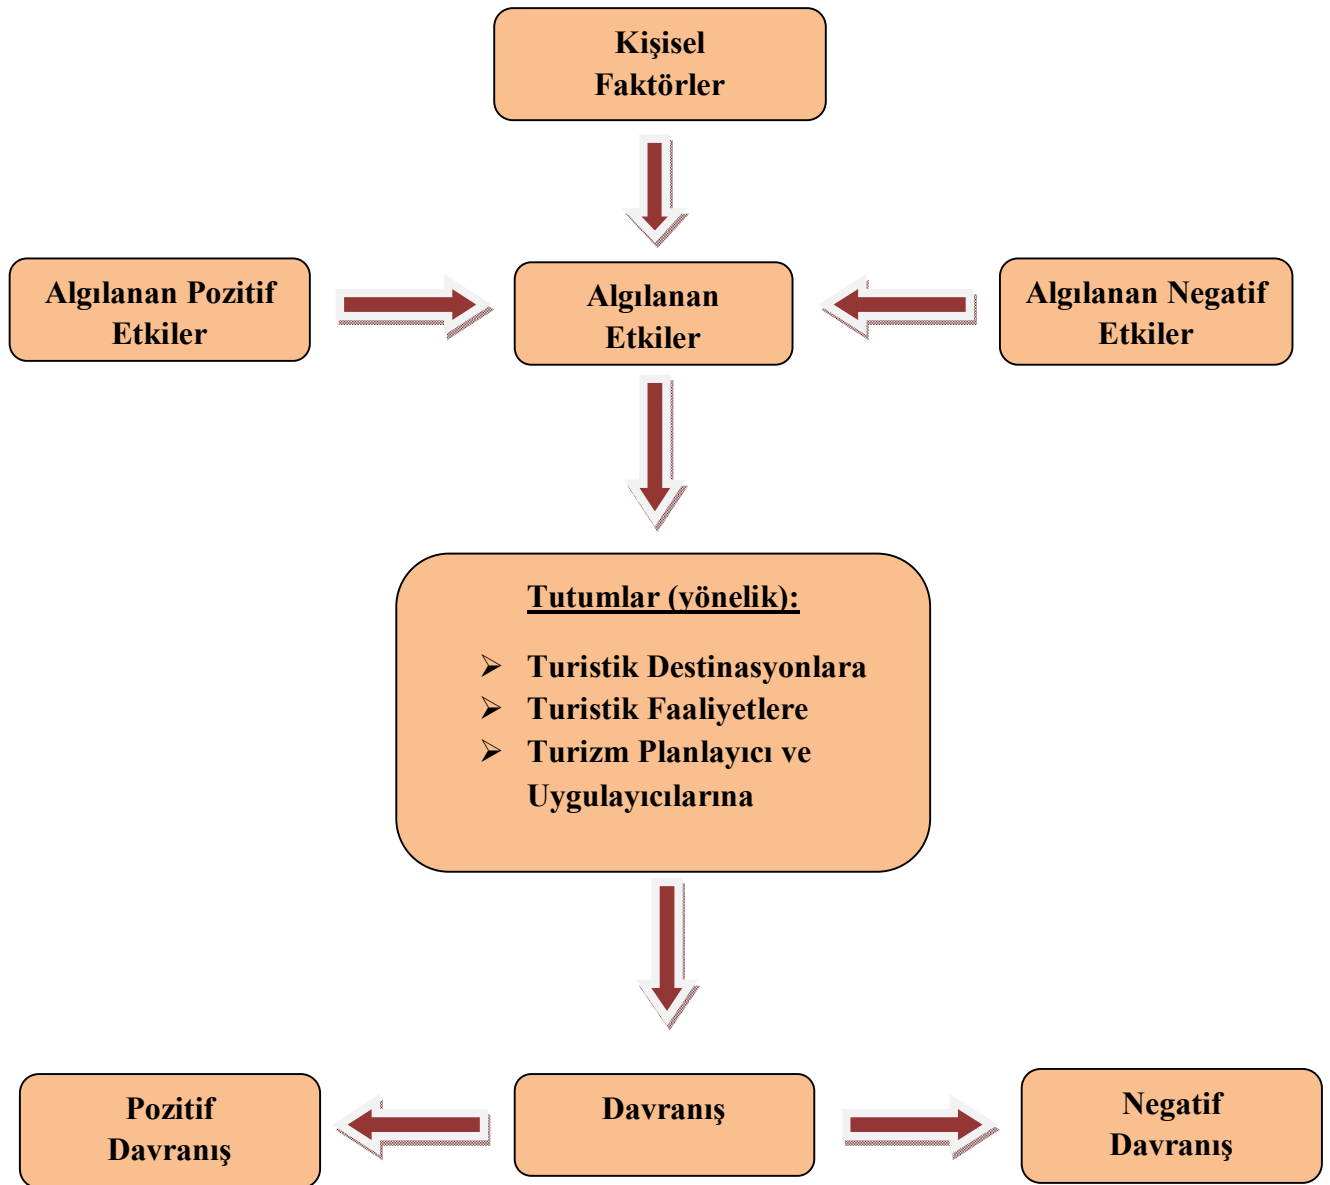 Kişisel
Faktörler
Algılanan Pozitif
Etkiler
Algılanan
Etkiler
Algılanan Negatif
Etkiler
Tutumlar (yönelik):
➢ Turistik Destinasyonlara
➢ Turistik Faaliyetlere
➢ Turizm Planlayıcı ve
Uygulayıcılarına
Pozitif
Davranış
Davranış
Negatif
Davranış